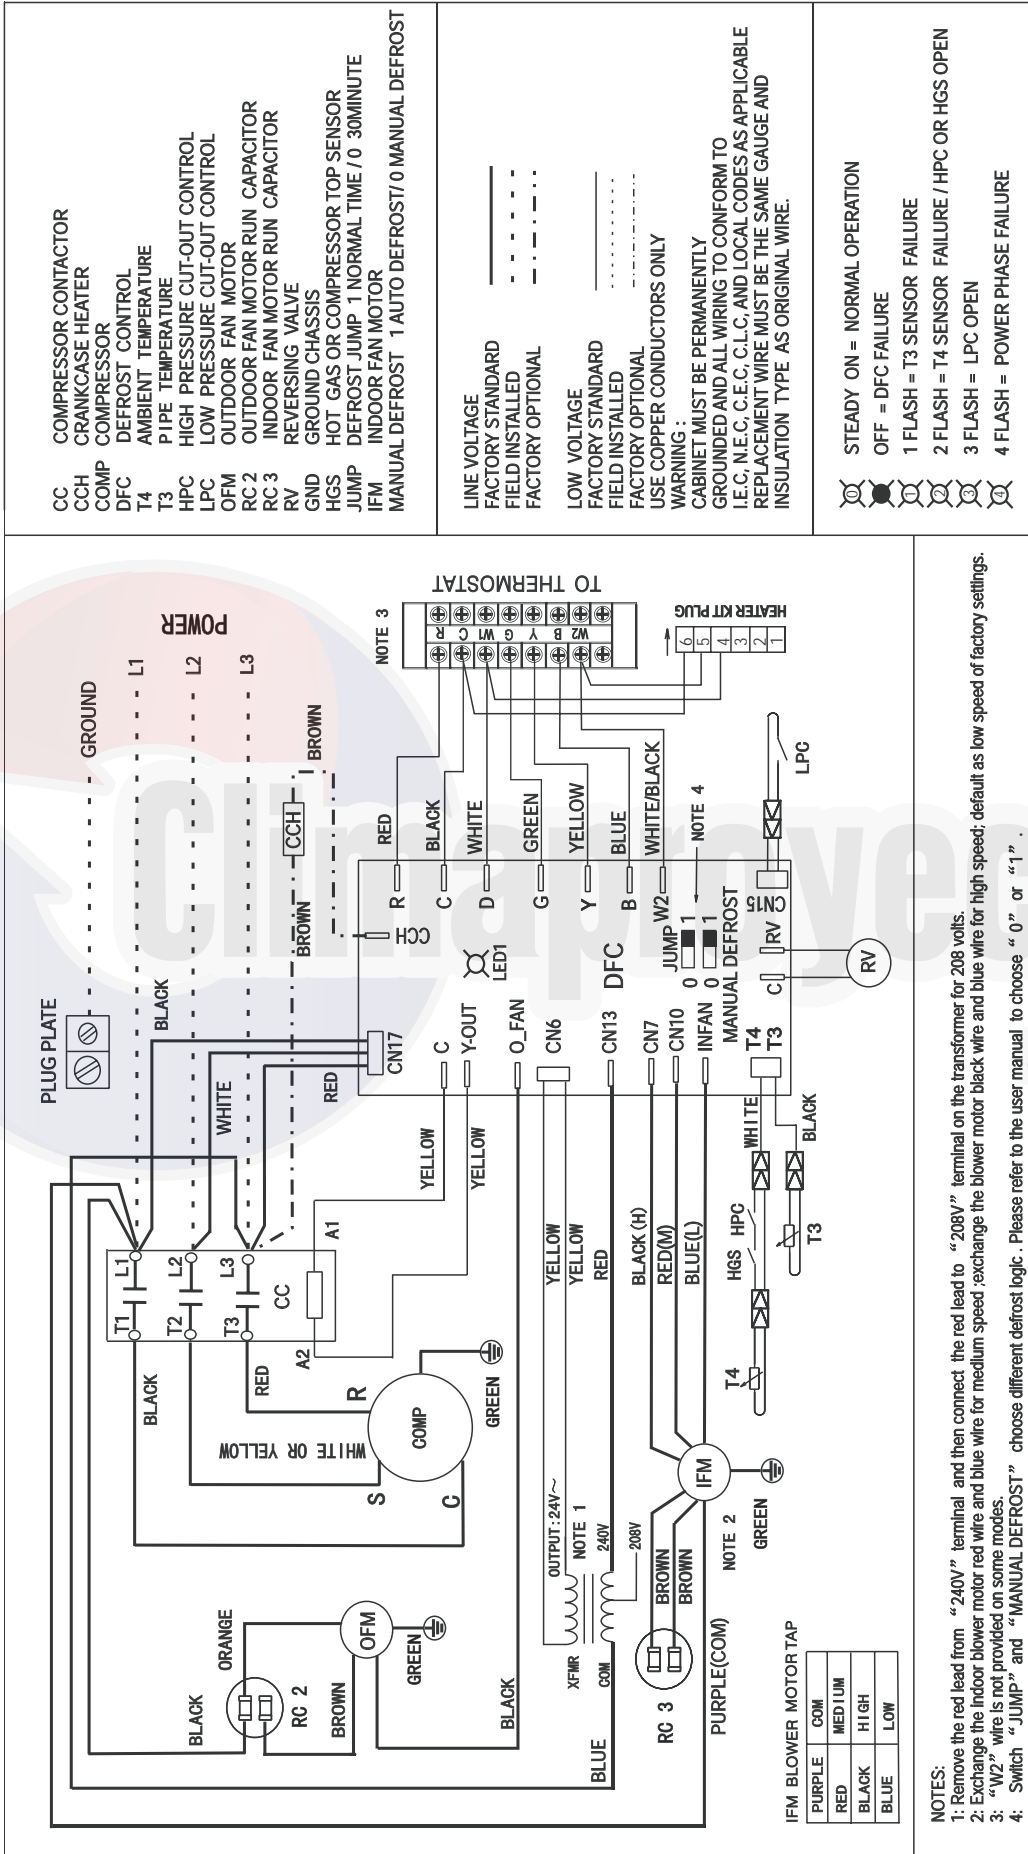 PLUG PLATE
GROUND
POWER
L1
L2
L3
BLACK
WHITE
RED
BROWN
CCH
BROWN
CN17
CCH
L1
L2
L3
T1
T2
T3
CC
A1
A2
BLACK
RED
WHITE OR YELLOW
R
S
C
COMP
GREEN
BLACK
ORANGE
RC 2
BROWN
OFM
GREEN
BLACK
YELLOW
YELLOW
C
Y-OUT
O_FAN
CN6
CN13
CN7
CN10
INFAN
T4
T3
LED1
DFC
JUMP
0 1
0 1
MANUAL DEFROST
R
C
D
G
Y
B
W2
CN15
RV
C
RV
RED
BLACK
WHITE
GREEN
YELLOW
BLUE
WHITE/BLACK
NOTE 4
NOTE 3
TO THERMOSTAT
R
C
W1
G
Y
B
W2
HEATER KIT PLUG
6
5
4
3
2
1
LPC
YELLOW
YELLOW
RED
BLACK(H)
RED(M)
BLUE(L)
WHITE
BLACK
HGS
HPC
T3
T4
OUTPUT:24V~
NOTE 1
240V
208V
XFMR
COM
BLUE
RC 3
BROWN
BROWN
PURPLE(COM)
IFM
NOTE 2
GREEN
IFM BLOWER MOTOR TAP
PURPLE COM
RED MEDIUM
BLACK HIGH
BLUE LOW
CC COMPRESSOR CONTACTOR
CCH CRANKCASE HEATER
COMP COMPRESSOR
DFC DEFROST CONTROL
T4 AMBIENT TEMPERATURE
T3 PIPE TEMPERATURE
HPC HIGH PRESSURE CUT-OUT CONTROL
LPC LOW PRESSURE CUT-OUT CONTROL
OFM OUTDOOR FAN MOTOR
RC 2 OUTDOOR FAN MOTOR RUN CAPACITOR
RC 3 INDOOR FAN MOTOR RUN CAPACITOR
RV REVERSING VALVE
GND GROUND CHASSIS
HGS HOT GAS OR COMPRESSOR TOP SENSOR
JUMP DEFROST JUMP 1 NORMAL TIME / 0 30MINUTE
IFM INDOOR FAN MOTOR
MANUAL DEFROST 1 AUTO DEFROST/ 0 MANUAL DEFROST
LINE VOLTAGE
FACTORY STANDARD
FIELD INSTALLED
FACTORY OPTIONAL
LOW VOLTAGE
FACTORY STANDARD
FIELD INSTALLED
FACTORY OPTIONAL
USE COPPER CONDUCTORS ONLY
WARNING :
CABINET MUST BE PERMANENTLY
GROUNDED AND ALL WIRING TO CONFORM TO
I.E.C, N.E.C, C.E.C, C.L.C, AND LOCAL CODES AS APPLICABLE
REPLACEMENT WIRE MUST BE THE SAME GAUGE AND
INSULATION TYPE AS ORIGINAL WIRE.
0 STEADY ON = NORMAL OPERATION
OFF = DFC FAILURE
1 1 FLASH = T3 SENSOR FAILURE
2 2 FLASH = T4 SENSOR FAILURE / HPC OR HGS OPEN
3 3 FLASH = LPC OPEN
4 4 FLASH = POWER PHASE FAILURE
NOTES:
1: Remove the red lead from “240V” terminal and then connect the red lead to “208V” terminal on the transformer for 208 volts.
2: Exchange the indoor blower motor red wire and blue wire for medium speed ;exchange the blower motor black wire and blue wire for high speed; default as low speed of factory settings.
3: “W2” wire is not provided on some modes.
4: Switch “JUMP” and “MANUAL DEFROST” choose different defrost logic . Please refer to the user manual to choose “0” or “1” .
Climaproyec